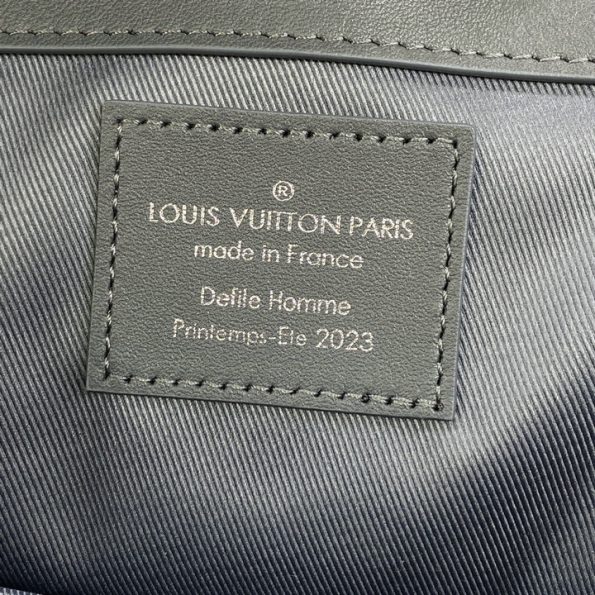 ®
LOUIS VUITTON PARIS
made in France
Defile Homme
Printemps-Ete 2023